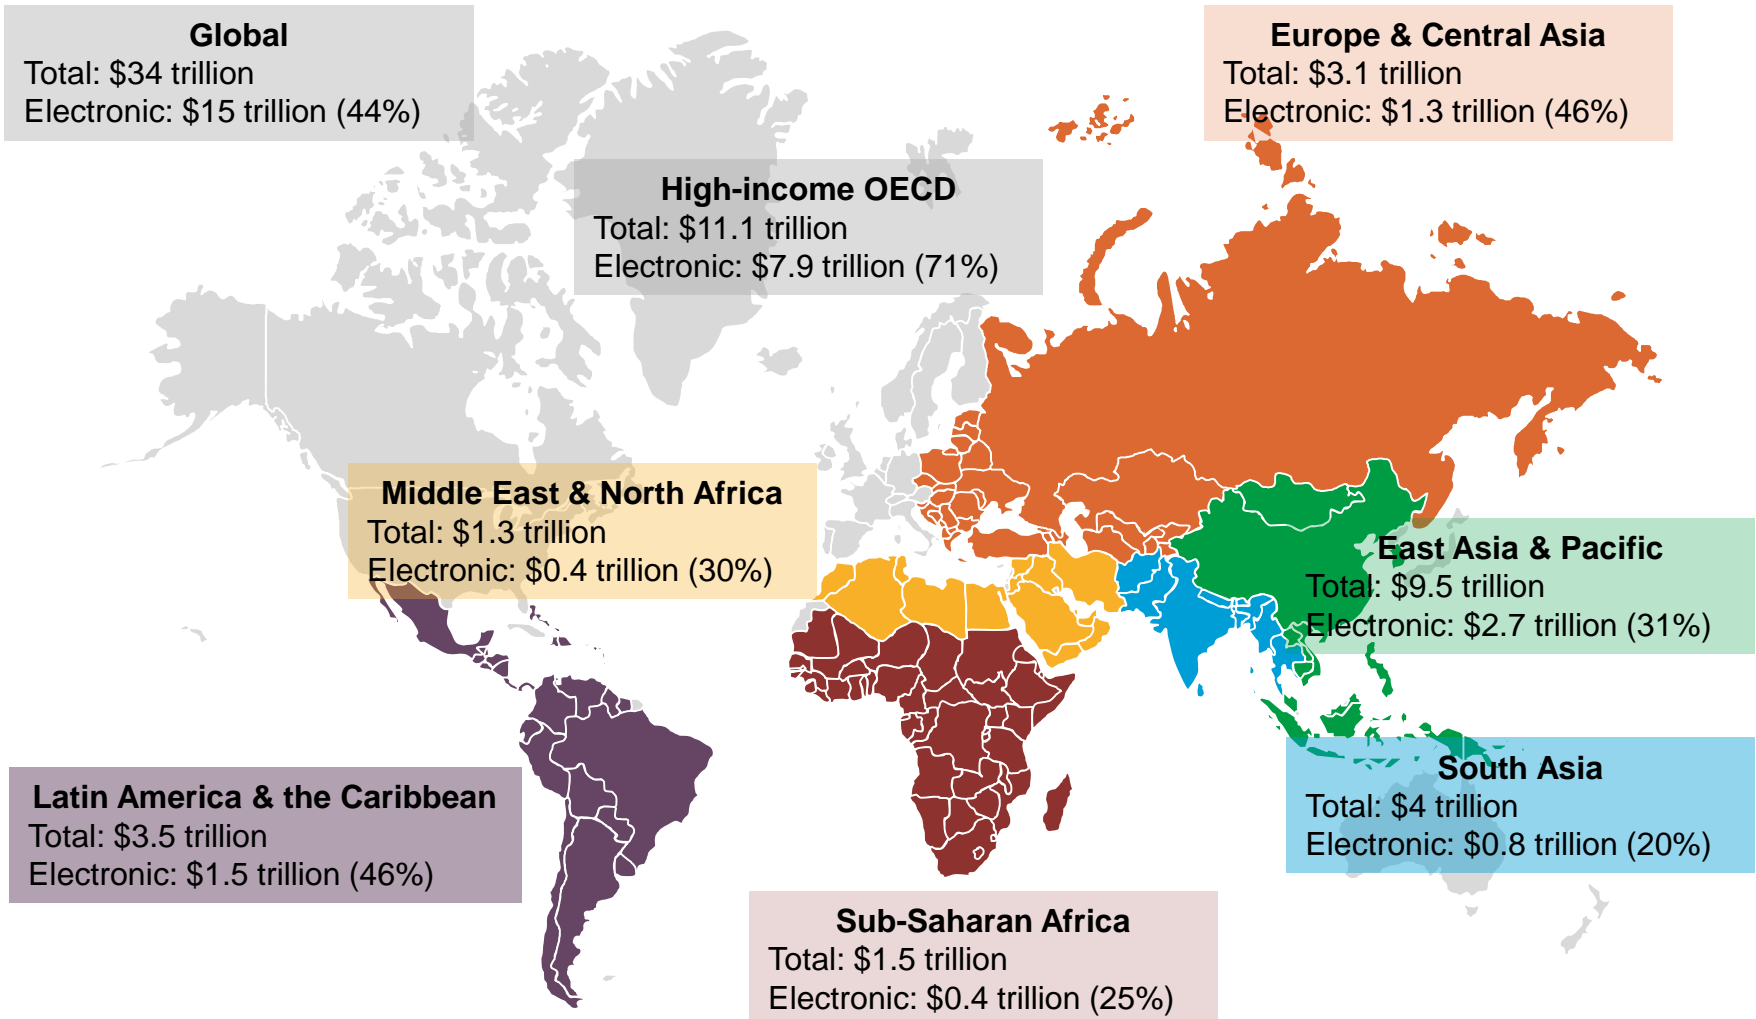 Global
Total: $34 trillion
Electronic: $15 trillion (44%)
Europe & Central Asia
Total: $3.1 trillion
Electronic: $1.3 trillion (46%)
High-income OECD
Total: $11.1 trillion
Electronic: $7.9 trillion (71%)
Middle East & North Africa
Total: $1.3 trillion
Electronic: $0.4 trillion (30%)
East Asia & Pacific
Total: $9.5 trillion
Electronic: $2.7 trillion (31%)
Latin America & the Caribbean
Total: $3.5 trillion
Electronic: $1.5 trillion (46%)
South Asia
Total: $4 trillion
Electronic: $0.8 trillion (20%)
Sub-Saharan Africa
Total: $1.5 trillion
Electronic: $0.4 trillion (25%)